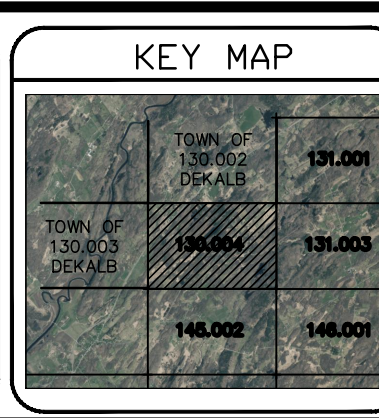 KEY MAP
TOWN OF
130.002
DEKALB
131.001
TOWN OF
130.003
DEKALB
130.004
131.003
145.002
146.001